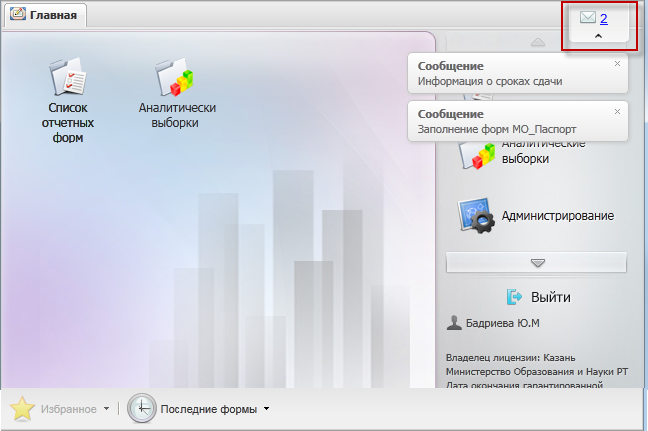 Главная
2
Сообщение
Информация о сроках сдачи
Сообщение
Заполнение форм МО_Паспорт
Список
отчетных
форм
Аналитически
выборки
Аналитические
выборки
Администрирование
Выйти
Бадриева Ю.М
Владелец лицензии: Казань
Министерство Образования и Науки РТ
Дата окончания гарантированной
Избранное
Последние формы